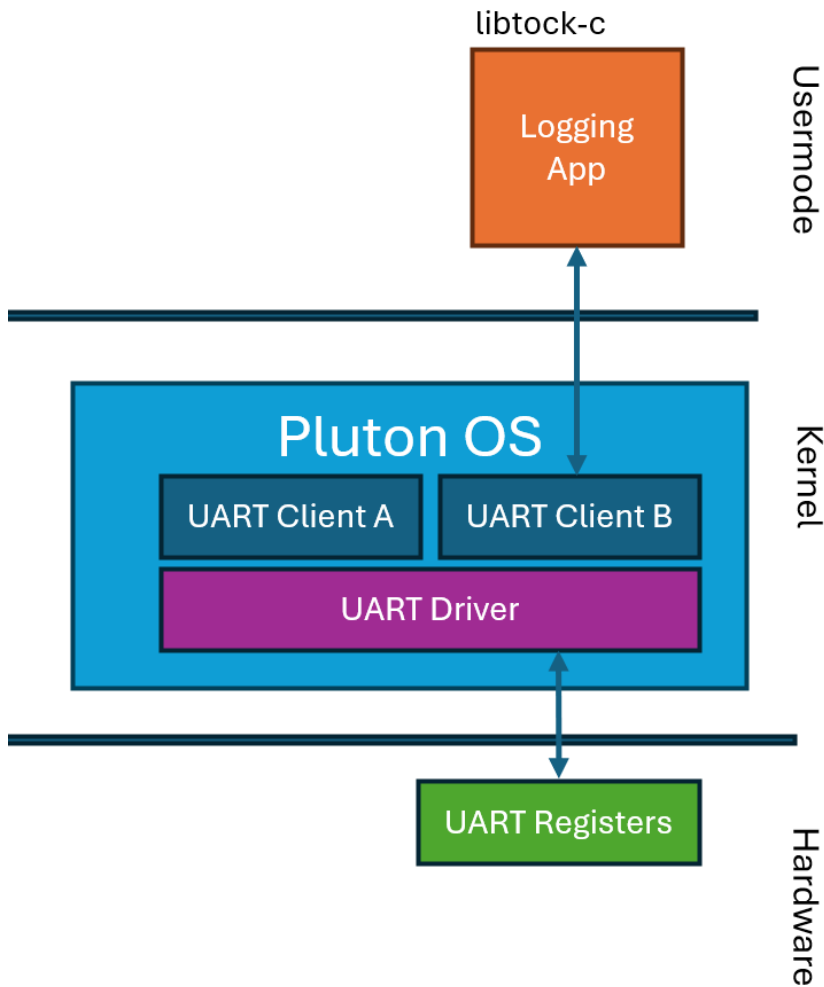 libtock-c
Logging
App
Usermode
Pluton OS
UART Client A
UART Client B
UART Driver
Kernel
UART Registers
Hardware